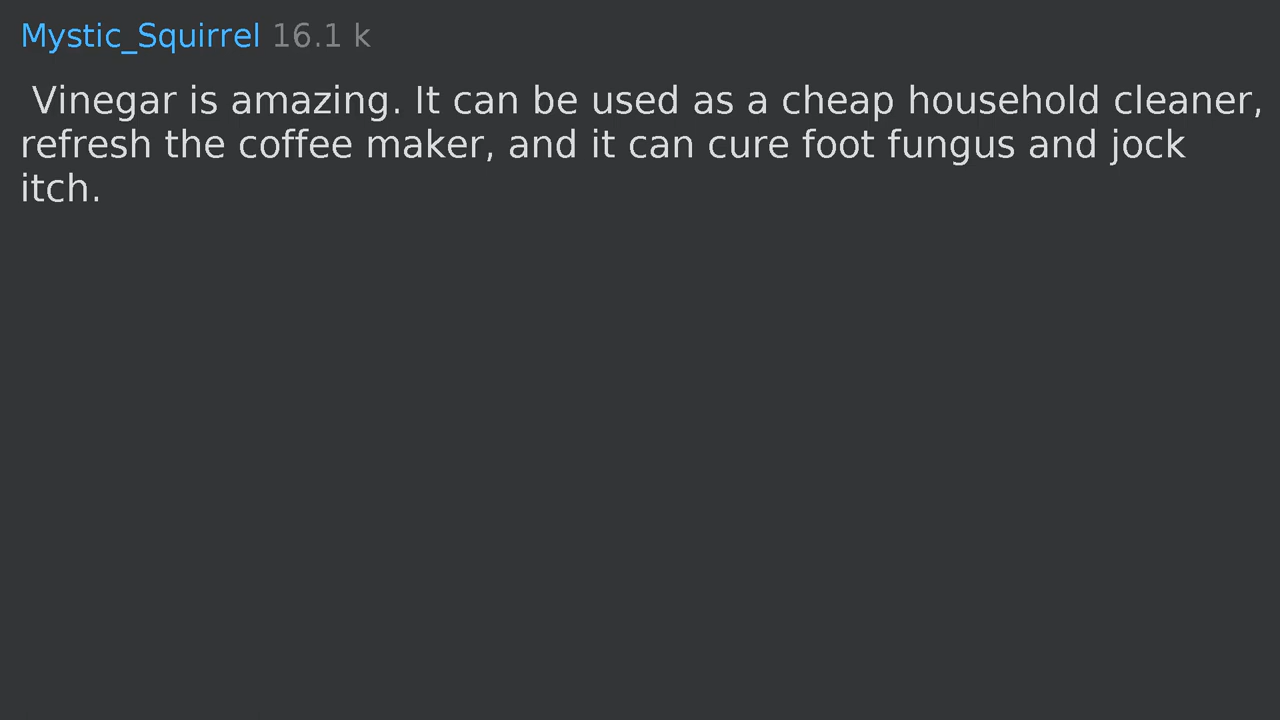 Mystic_Squirrel 16.1 k
Vinegar is amazing. It can be used as a cheap household cleaner,
refresh the coffee maker, and it can cure foot fungus and jock
itch.